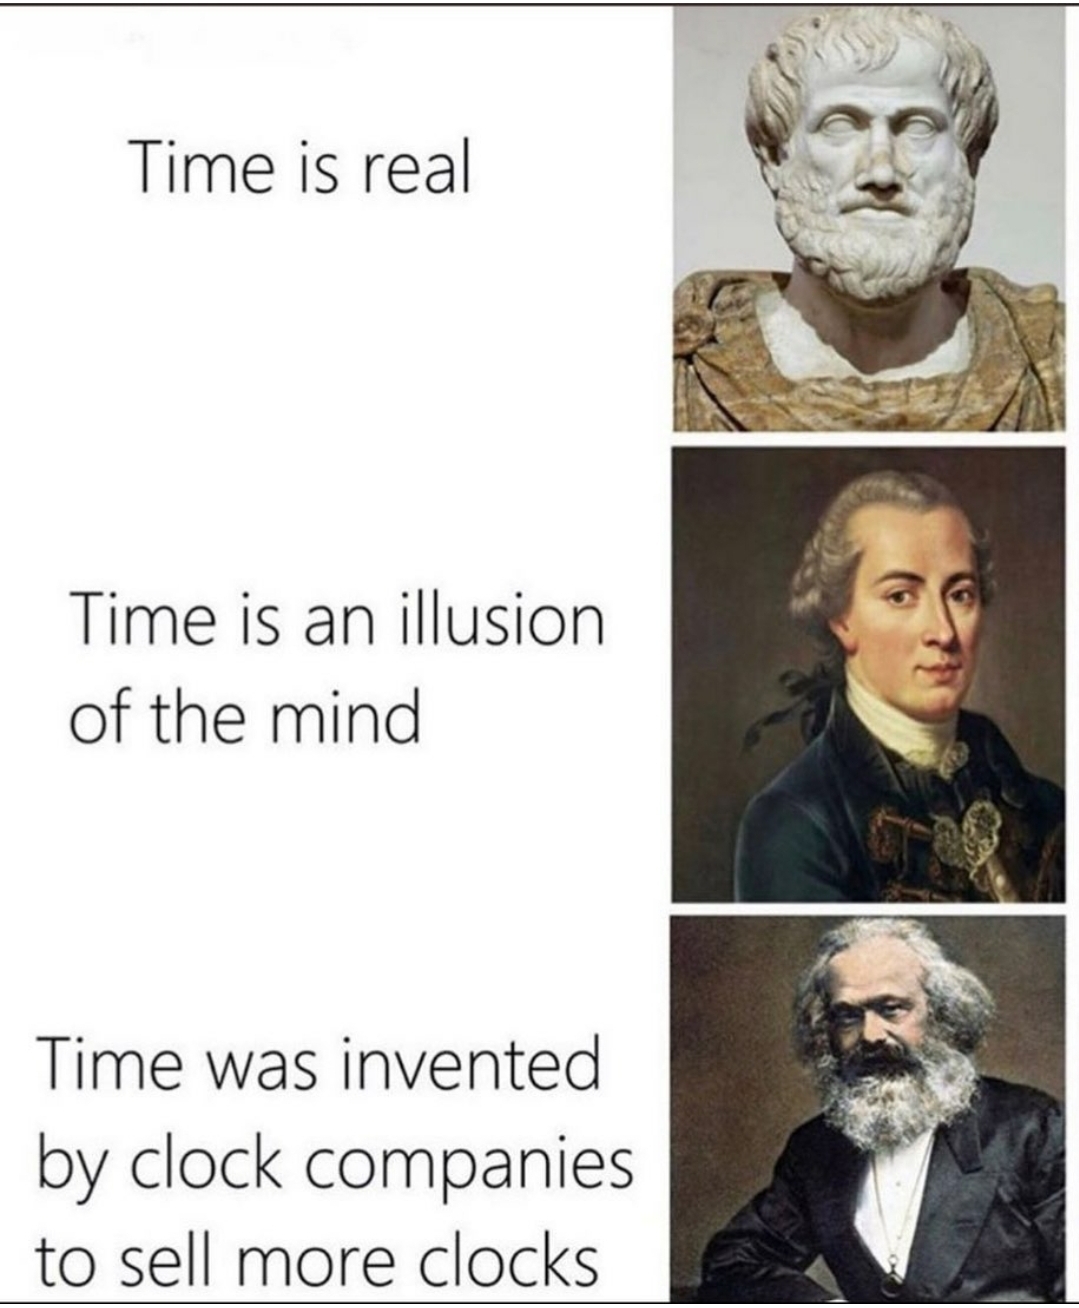 Time is real
Time is an illusion
of the mind
Time was invented
by clock companies
to sell more clocks